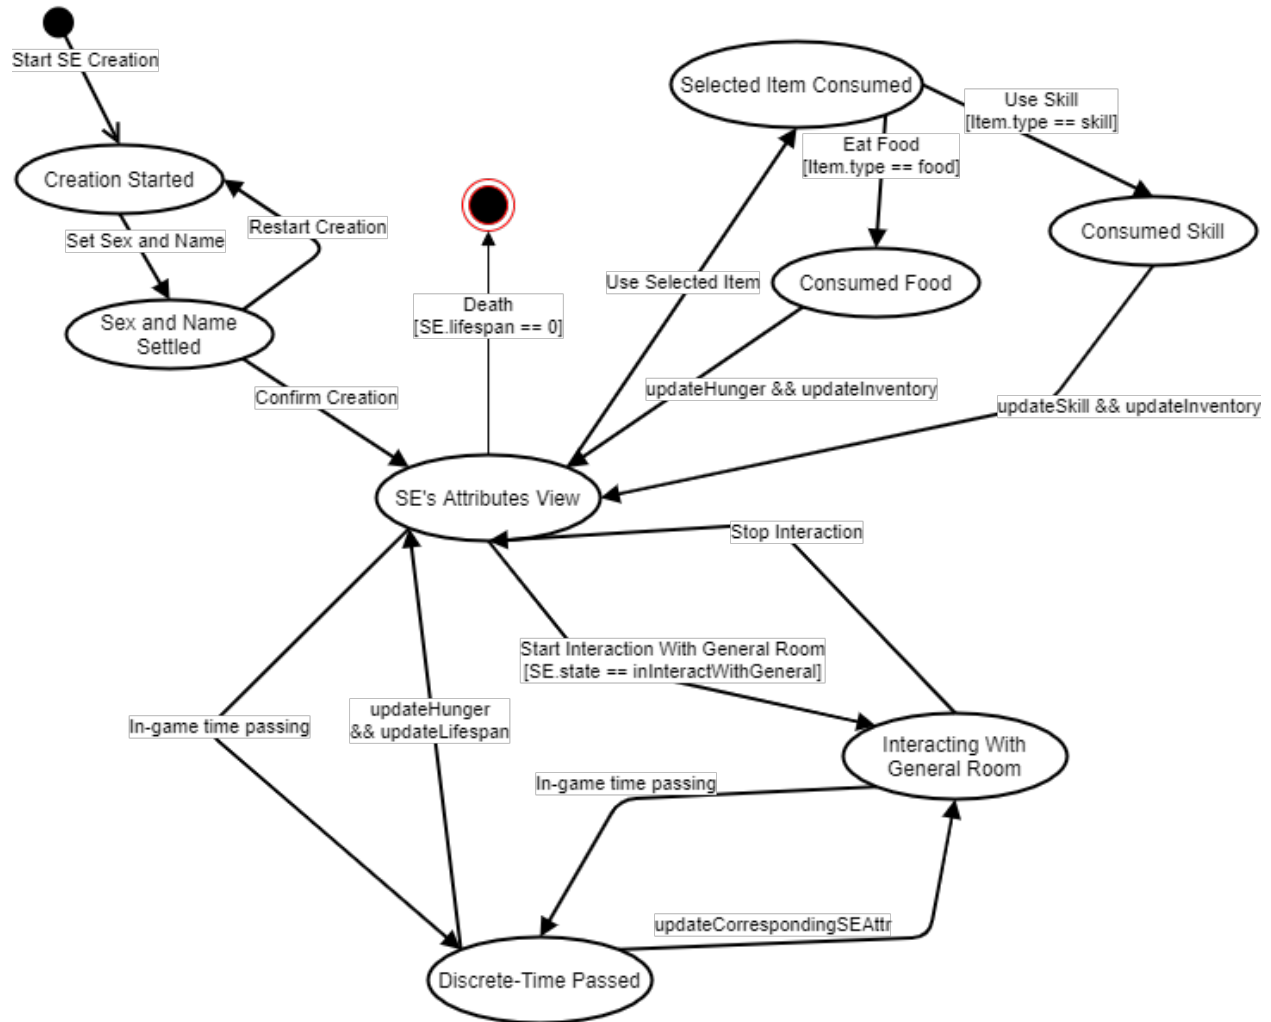 Start SE Creation
Creation Started
Set Sex and Name
Restart Creation
Sex and Name
Settled
Confirm Creation
Death
[SE.lifespan == 0]
Selected Item Consumed
Use Skill
[Item.type == skill]
Eat Food
[Item.type == food]
Consumed Skill
Consumed Food
Use Selected Item
updateHunger && updateInventory
updateSkill && updateInventory
SE's Attributes View
Stop Interaction
Start Interaction With General Room
[SE.state == inInteractWithGeneral]
In-game time passing
updateHunger
&& updateLifespan
Interacting With
General Room
In-game time passing
updateCorrespondingSEAttr
Discrete-Time Passed